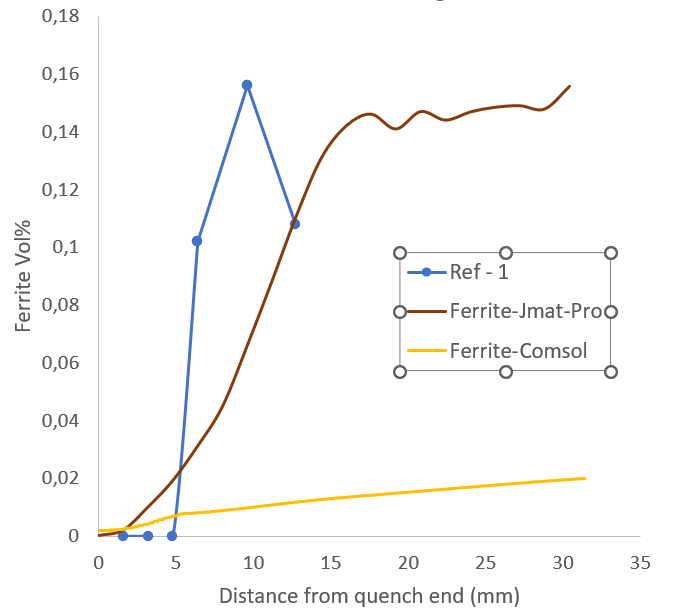 0,18
0,16
0,14
0,12
0,1
0,08
0,06
0,04
0,02
0
Ferrite Vol%
Ref - 1
Ferrite-Jmat-Pro
Ferrite-Comsol
0 5 10 15 20 25 30 35
Distance from quench end (mm)